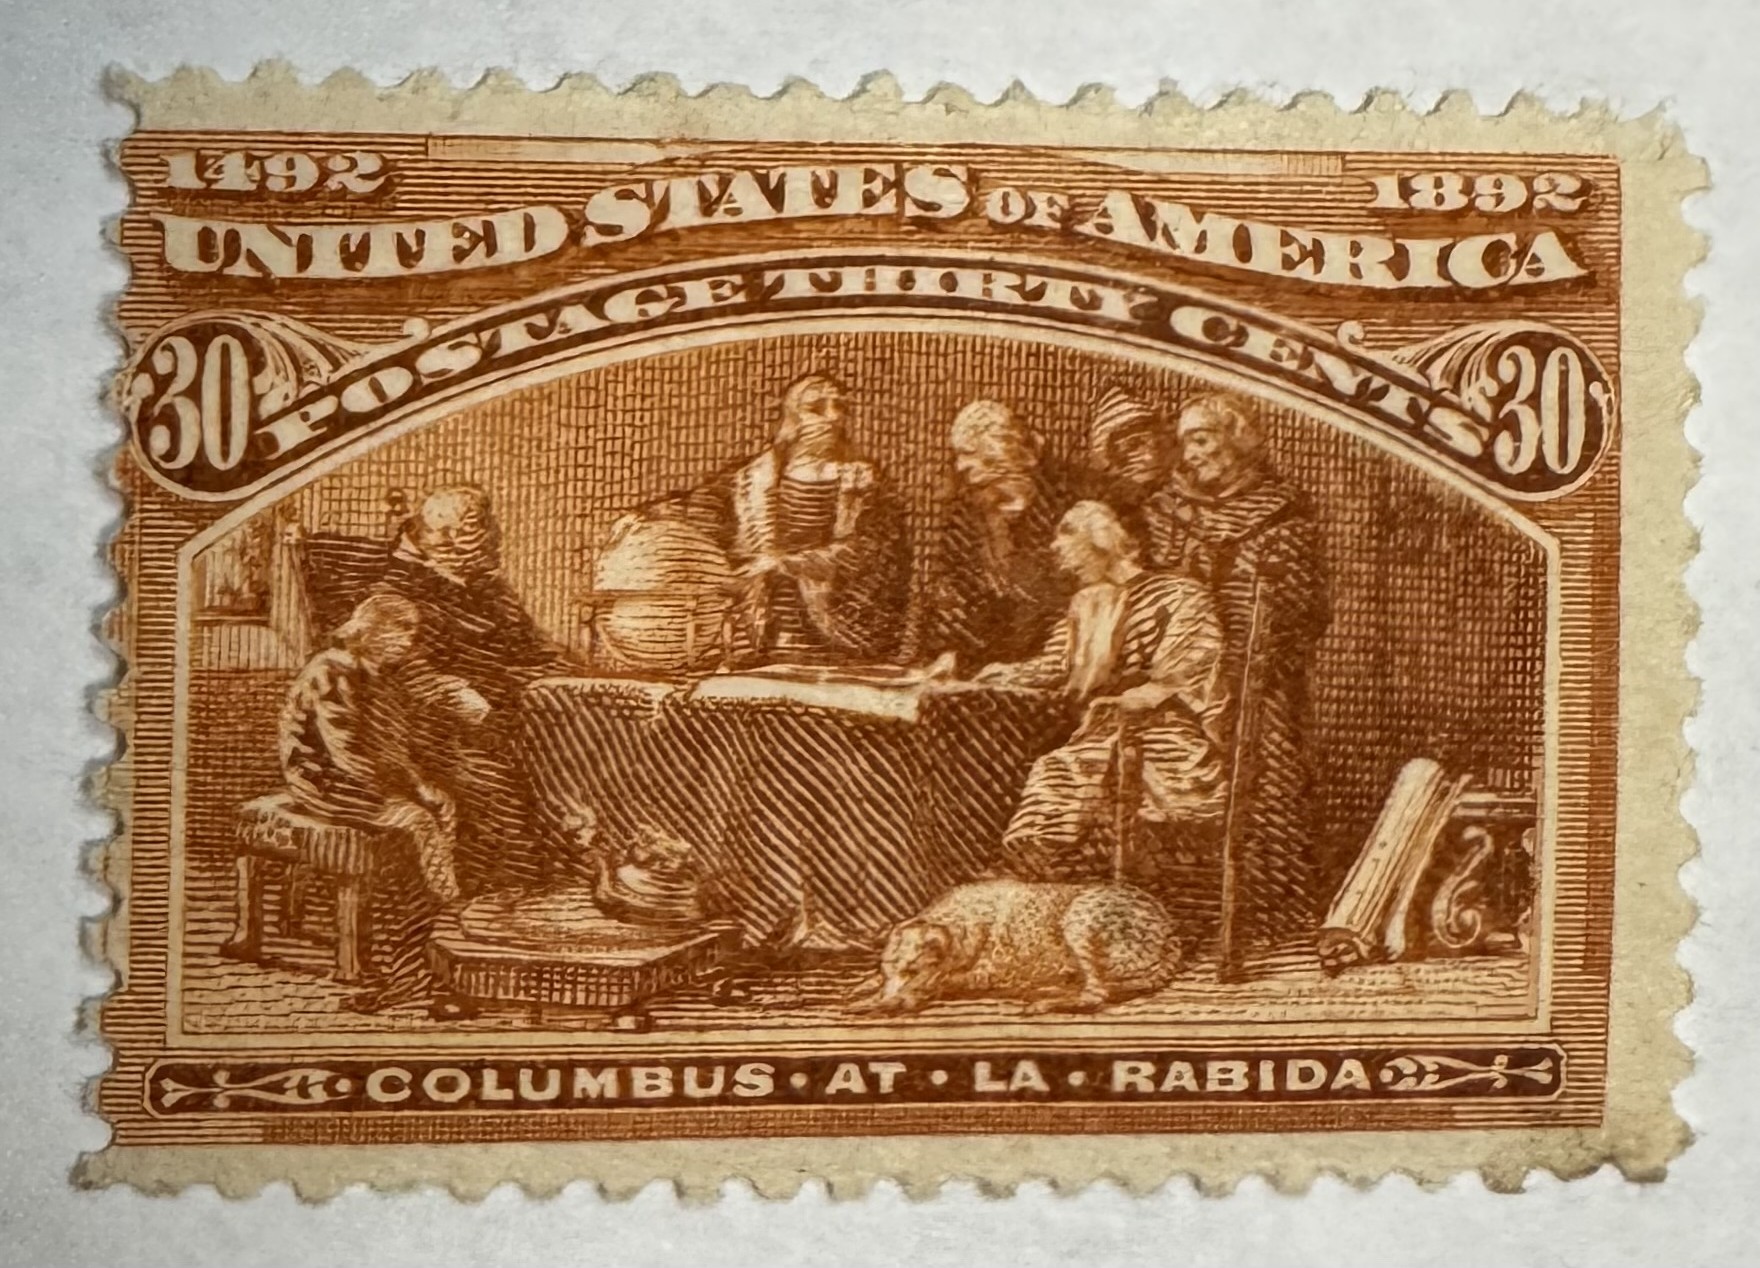 1492 1892
UNITED STATES OF AMERICA
POSTAGE THIRTY CENTS
30 30
COLUMBUS · AT · LA · RABIDA